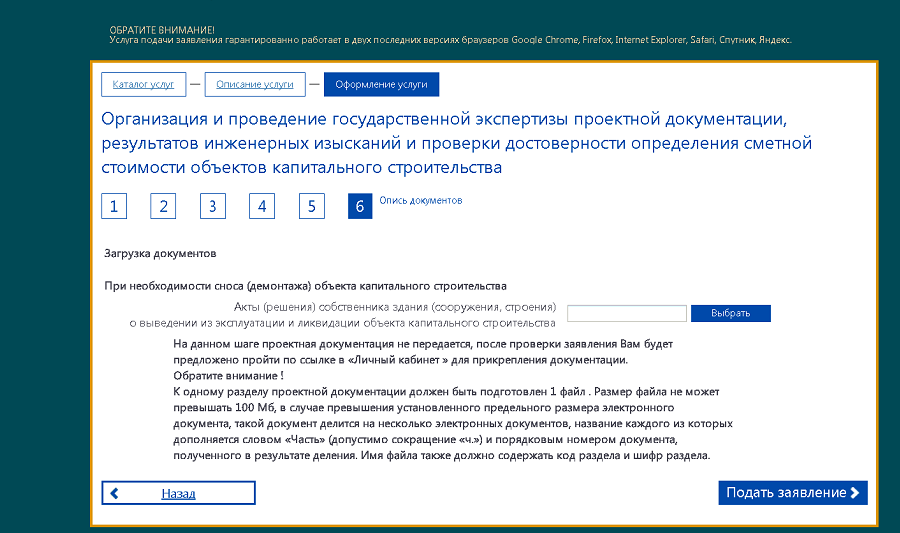 ОБРАТИТЕ ВНИМАНИЕ!
Услуга подачи заявления гарантированно работает в двух последних версиях браузеров Google Chrome, Firefox, Internet Explorer, Safari, Спутник, Яндекс.
Каталог услуг — Описание услуги — Оформление услуги
Организация и проведение государственной экспертизы проектной документации,
результатов инженерных изысканий и проверки достоверности определения сметной
стоимости объектов капитального строительства
1 2 3 4 5 6 Опись документов
Загрузка документов
При необходимости сноса (демонтажа) объекта капитального строительства
Акты (решения) собственника здания (сооружения, строения)
о выведении из эксплуатации и ликвидации объекта капитального строительства
Выбрать
На данном шаге проектная документация не передается, после проверки заявления Вам будет
предложено пройти по ссылке в «Личный кабинет » для прикрепления документации.
Обратите внимание !
К одному разделу проектной документации должен быть подготовлен 1 файл . Размер файла не может
превышать 100 Мб, в случае превышения установленного предельного размера электронного
документа, такой документ делится на несколько электронных документов, название каждого из которых
дополняется словом «Часть» (допустимо сокращение «ч.») и порядковым номером документа,
полученного в результате деления. Имя файла также должно содержать код раздела и шифр раздела.
Назад
Подать заявление